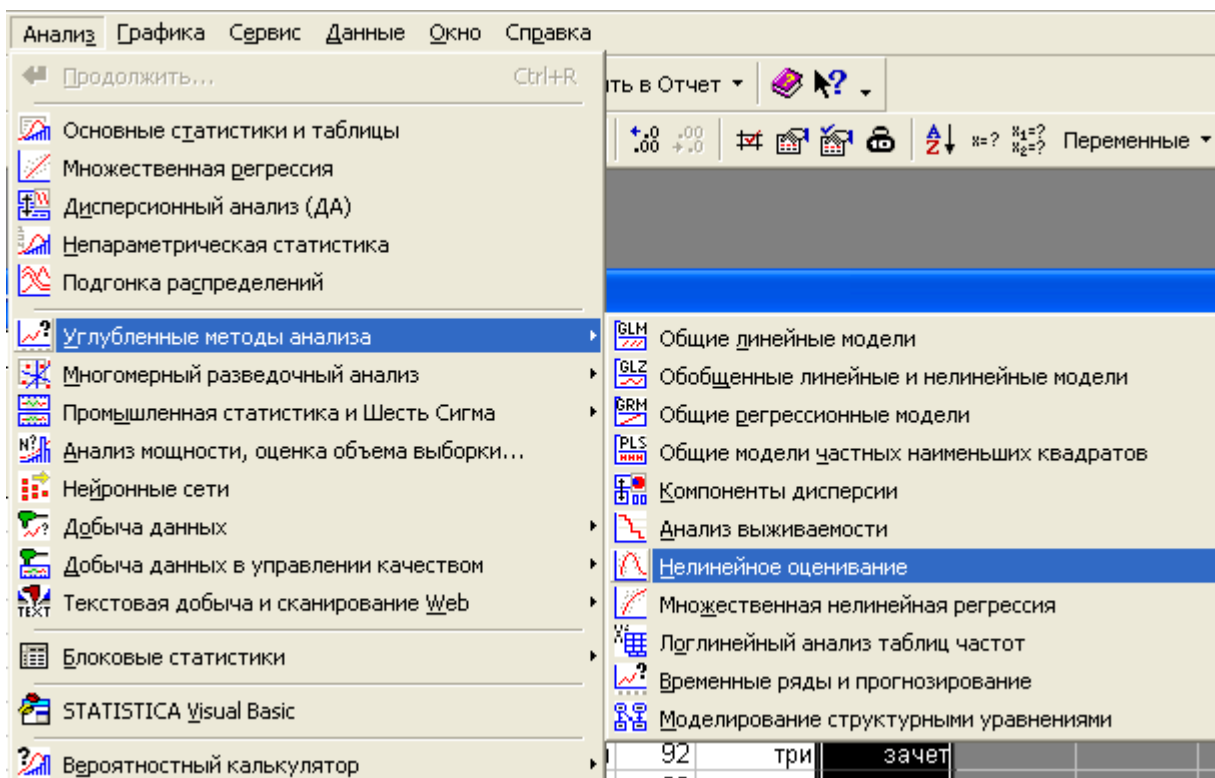 Анализ Графика Сервис Данные Окно Справка
Продолжить... Ctrl+R
ть в Отчет
Основные статистики и таблицы
Множественная регрессия
Переменные
Дисперсионный анализ (ДА)
Непараметрическая статистика
Подгонка распределений
Углубленные методы анализа
Многомерный разведочный анализ
Промышленная статистика и Шесть Сигма
Анализ мощности, оценка объема выборки...
Нейронные сети
Добыча данных
Добыча данных в управлении качеством
Текстовая добыча и сканирование Web
Блоковые статистики
STATISTICA Visual Basic
Вероятностный калькулятор
GLM Общие линейные модели
GLZ Обобщенные линейные и нелинейные модели
GRM Общие регрессионные модели
PLS Общие модели частных наименьших квадратов
Компоненты дисперсии
Анализ выживаемости
Нелинейное оценивание
Множественная нелинейная регрессия
Логлинейный анализ таблиц частот
Временные ряды и прогнозирование
Моделирование структурными уравнениями
92 три зачет